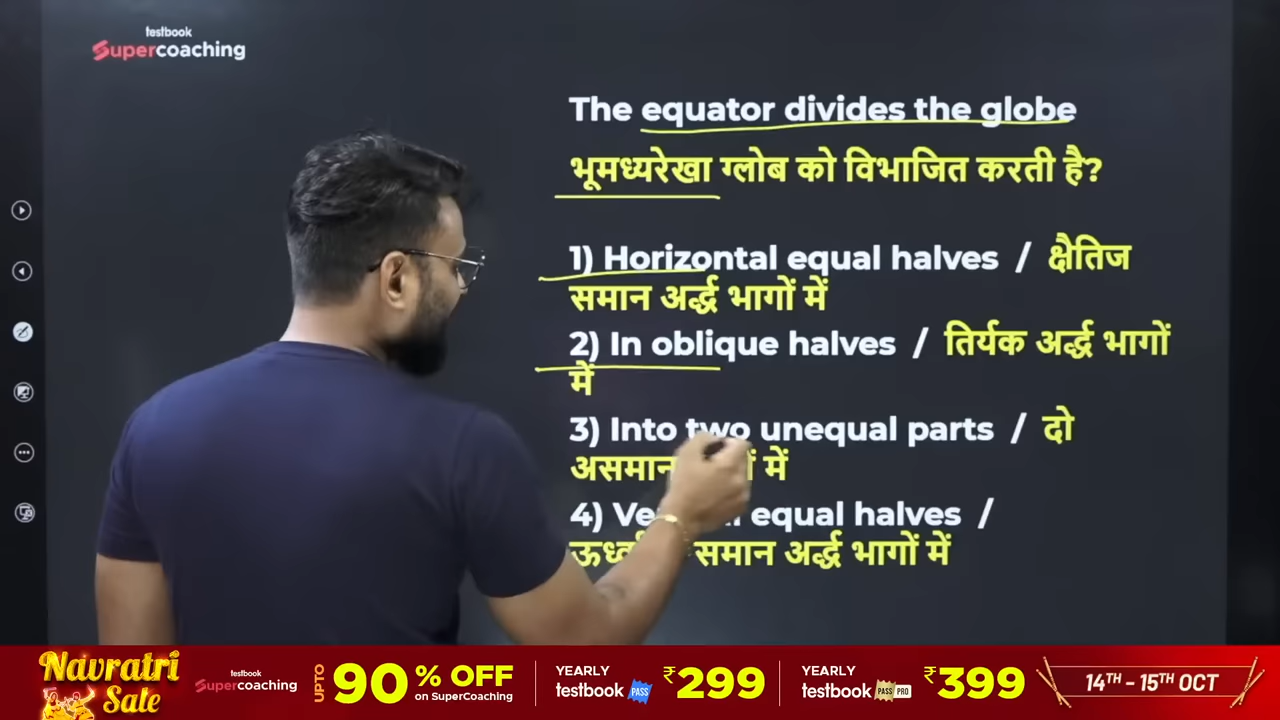 testbook
Supercoaching
The equator divides the globe
भूमध्यरेखा ग्लोब को विभाजित करती है?
1) Horizontal equal halves / क्षैतिज
समान अर्द्ध भागों में
2) In oblique halves / तिर्यक अर्द्ध भागों
में
3) Into two unequal parts / दो
असमान में
4) equal halves /
समान अर्द्ध भागों में
Navratri
Sale
testbook
Supercoaching
UPTO
90% OFF
on SuperCoaching
YEARLY
testbook PASS
₹299
YEARLY
testbook PASS PRO
₹399
14TH - 15TH OCT